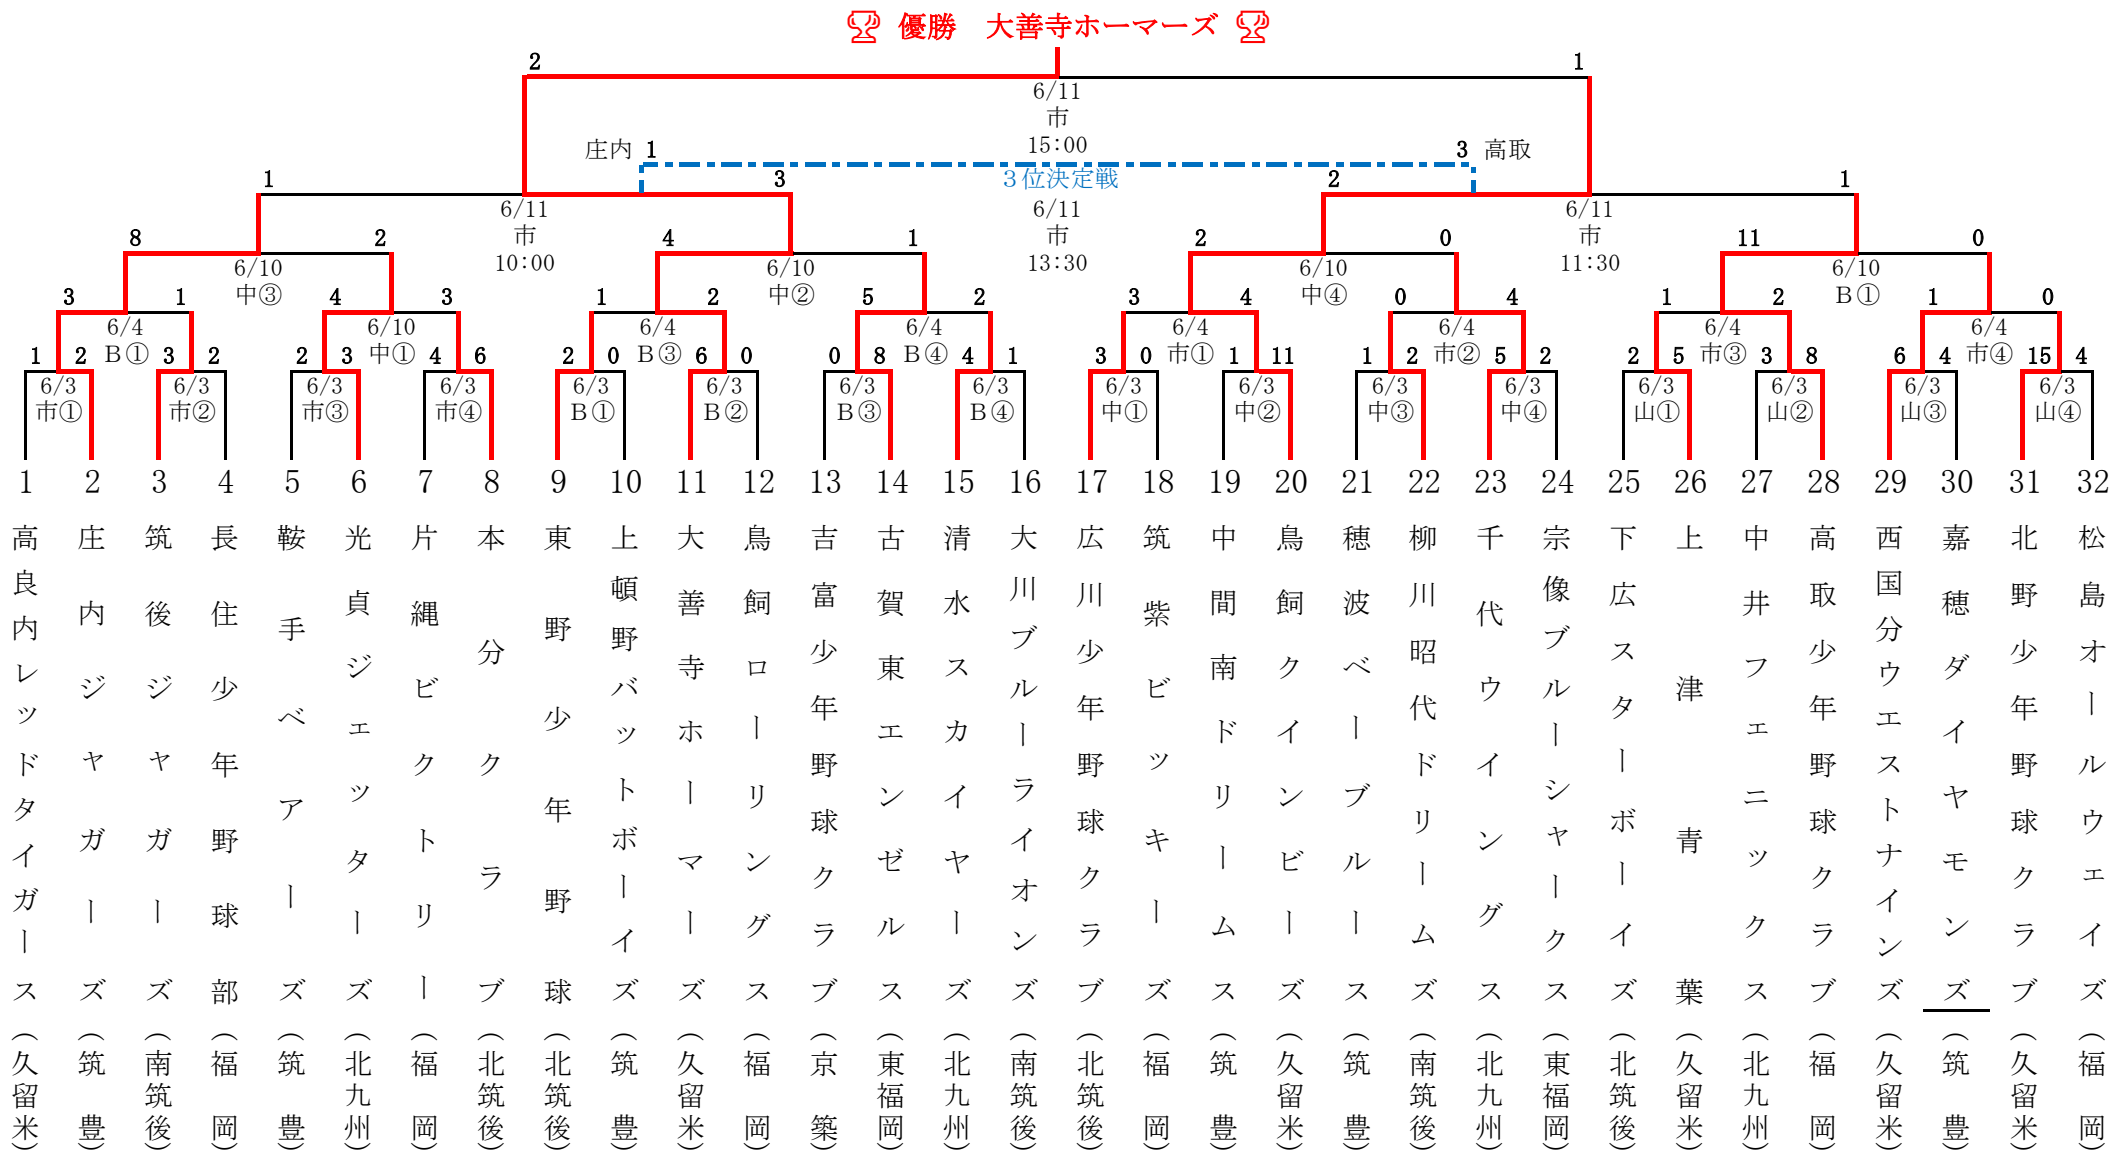 優勝　大善寺ホーマーズ
2 1
6/11
市
15:00
庄内 1 3 高取
３位決定戦
1 3 2 1
6/11 6/11 6/11
市 市 市
10:00 13:30 11:30
8 2 4 1 2 0 11 0
6/10 6/10 6/10 6/10
中③ 中② 中④ Ｂ①
3 1 4 3 1 2 5 2 3 4 0 4 1 2 1 0
6/4 6/10 6/4 6/4 6/4 6/4 6/4 6/4
Ｂ① 中① Ｂ③ Ｂ④ 市① 市② 市③ 市④
1 2 3 2 2 3 4 6 2 0 6 0 0 8 4 1 3 0 1 11 1 2 5 2 2 5 3 8 6 4 15 4
6/3 6/3 6/3 6/3 6/3 6/3 6/3 6/3 6/3 6/3 6/3 6/3 6/3 6/3 6/3 6/3
市① 市② 市③ 市④ Ｂ① Ｂ② Ｂ③ Ｂ④ 中① 中② 中③ 中④ 山① 山② 山③ 山④
1 2 3 4 5 6 7 8 9 10 11 12 13 14 15 16 17 18 19 20 21 22 23 24 25 26 27 28 29 30 31 32
高良内レッドタイガース（久留米）
庄内ジャガーズ（筑豊）
筑後ジャガーズ（南筑後）
長住少年野球部（福岡）
鞍手ベアーズ（筑豊）
光貞ジェッターズ（北九州）
片縄ビクトリー（福岡）
本分クラブ（北筑後）
東野少年野球（北筑後）
上頓野バットボーイズ（筑豊）
大善寺ホーマーズ（久留米）
鳥飼ローリングス（福岡）
吉富少年野球クラブ（京築）
古賀東エンゼルス（東福岡）
清水スカイヤーズ（北九州）
大川ブルーライオンズ（南筑後）
広川少年野球クラブ（北筑後）
筑紫ビッキーズ（福岡）
中間南ドリームス（筑豊）
鳥飼クインビーズ（久留米）
穂波ベーブルース（筑豊）
柳川昭代ドリームズ（南筑後）
千代ウイングス（北九州）
宗像ブルーシャークス（東福岡）
下広スターボーイズ（北筑後）
上津青葉（久留米）
中井フェニックス（北九州）
高取少年野球クラブ（福岡）
西国分ウエストナインズ（久留米）
嘉穂ダイヤモンズ（筑豊）
北野少年野球クラブ（久留米）
松島オールウェイズ（福岡）